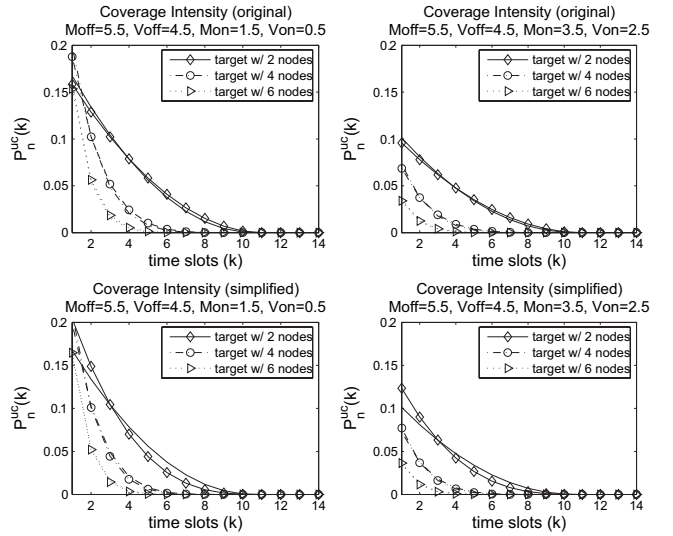 Coverage Intensity (original)
Moff=5.5, Voff=4.5, Mon=1.5, Von=0.5
0.2
0.15
0.1
0.05
0
P_n^uc(k)
target w/ 2 nodes
target w/ 4 nodes
target w/ 6 nodes
2 4 6 8 10 12 14
time slots (k)
Coverage Intensity (original)
Moff=5.5, Voff=4.5, Mon=3.5, Von=2.5
0.2
0.15
0.1
0.05
0
P_n^uc(k)
target w/ 2 nodes
target w/ 4 nodes
target w/ 6 nodes
2 4 6 8 10 12 14
time slots (k)
Coverage Intensity (simplified)
Moff=5.5, Voff=4.5, Mon=1.5, Von=0.5
0.2
0.15
0.1
0.05
0
P_n^uc(k)
target w/ 2 nodes
target w/ 4 nodes
target w/ 6 nodes
2 4 6 8 10 12 14
time slots (k)
Coverage Intensity (simplified)
Moff=5.5, Voff=4.5, Mon=3.5, Von=2.5
0.2
0.15
0.1
0.05
0
P_n^uc(k)
target w/ 2 nodes
target w/ 4 nodes
target w/ 6 nodes
2 4 6 8 10 12 14
time slots (k)